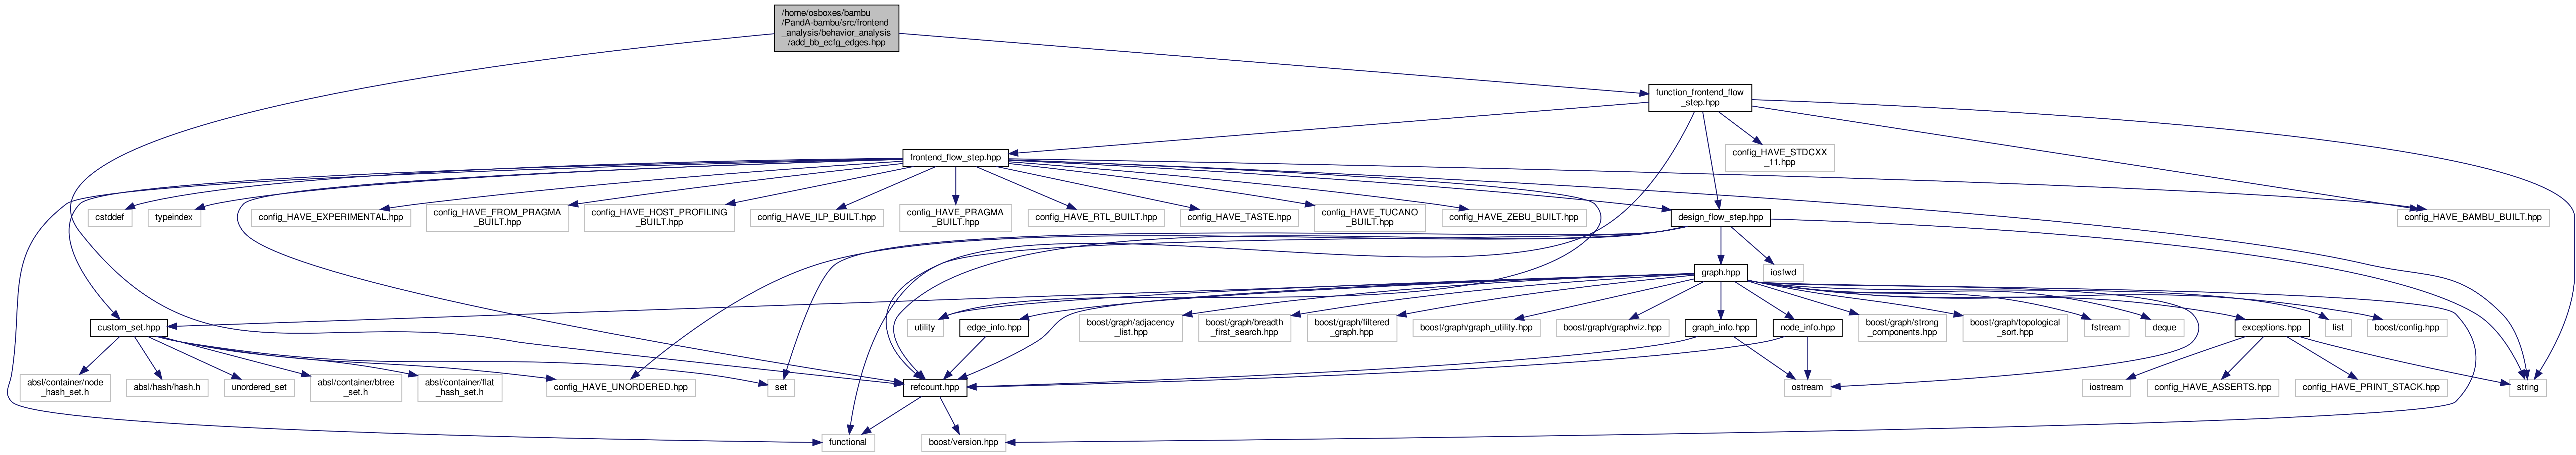 /home/osboxes/bambu
/PandA-bambu/src/frontend
_analysis/behavior_analysis
/add_bb_ecfg_edges.hpp
function_frontend_flow
_step.hpp
frontend_flow_step.hpp
config_HAVE_STDCXX
_11.hpp
cstddef
typeindex
config_HAVE_EXPERIMENTAL.hpp
config_HAVE_FROM_PRAGMA
_BUILT.hpp
config_HAVE_HOST_PROFILING
_BUILT.hpp
config_HAVE_ILP_BUILT.hpp
config_HAVE_PRAGMA
_BUILT.hpp
config_HAVE_RTL_BUILT.hpp
config_HAVE_TASTE.hpp
config_HAVE_TUCANO
_BUILT.hpp
config_HAVE_ZEBU_BUILT.hpp
design_flow_step.hpp
config_HAVE_BAMBU_BUILT.hpp
graph.hpp
iosfwd
custom_set.hpp
utility
edge_info.hpp
boost/graph/adjacency
_list.hpp
boost/graph/breadth
_first_search.hpp
boost/graph/filtered
_graph.hpp
boost/graph/graph_utility.hpp
boost/graph/graphviz.hpp
graph_info.hpp
node_info.hpp
boost/graph/strong
_components.hpp
boost/graph/topological
_sort.hpp
fstream
deque
exceptions.hpp
list
boost/config.hpp
absl/container/node
_hash_set.h
absl/hash/hash.h
unordered_set
absl/container/btree
_set.h
absl/container/flat
_hash_set.h
config_HAVE_UNORDERED.hpp
set
refcount.hpp
ostream
iostream
config_HAVE_ASSERTS.hpp
config_HAVE_PRINT_STACK.hpp
string
functional
boost/version.hpp